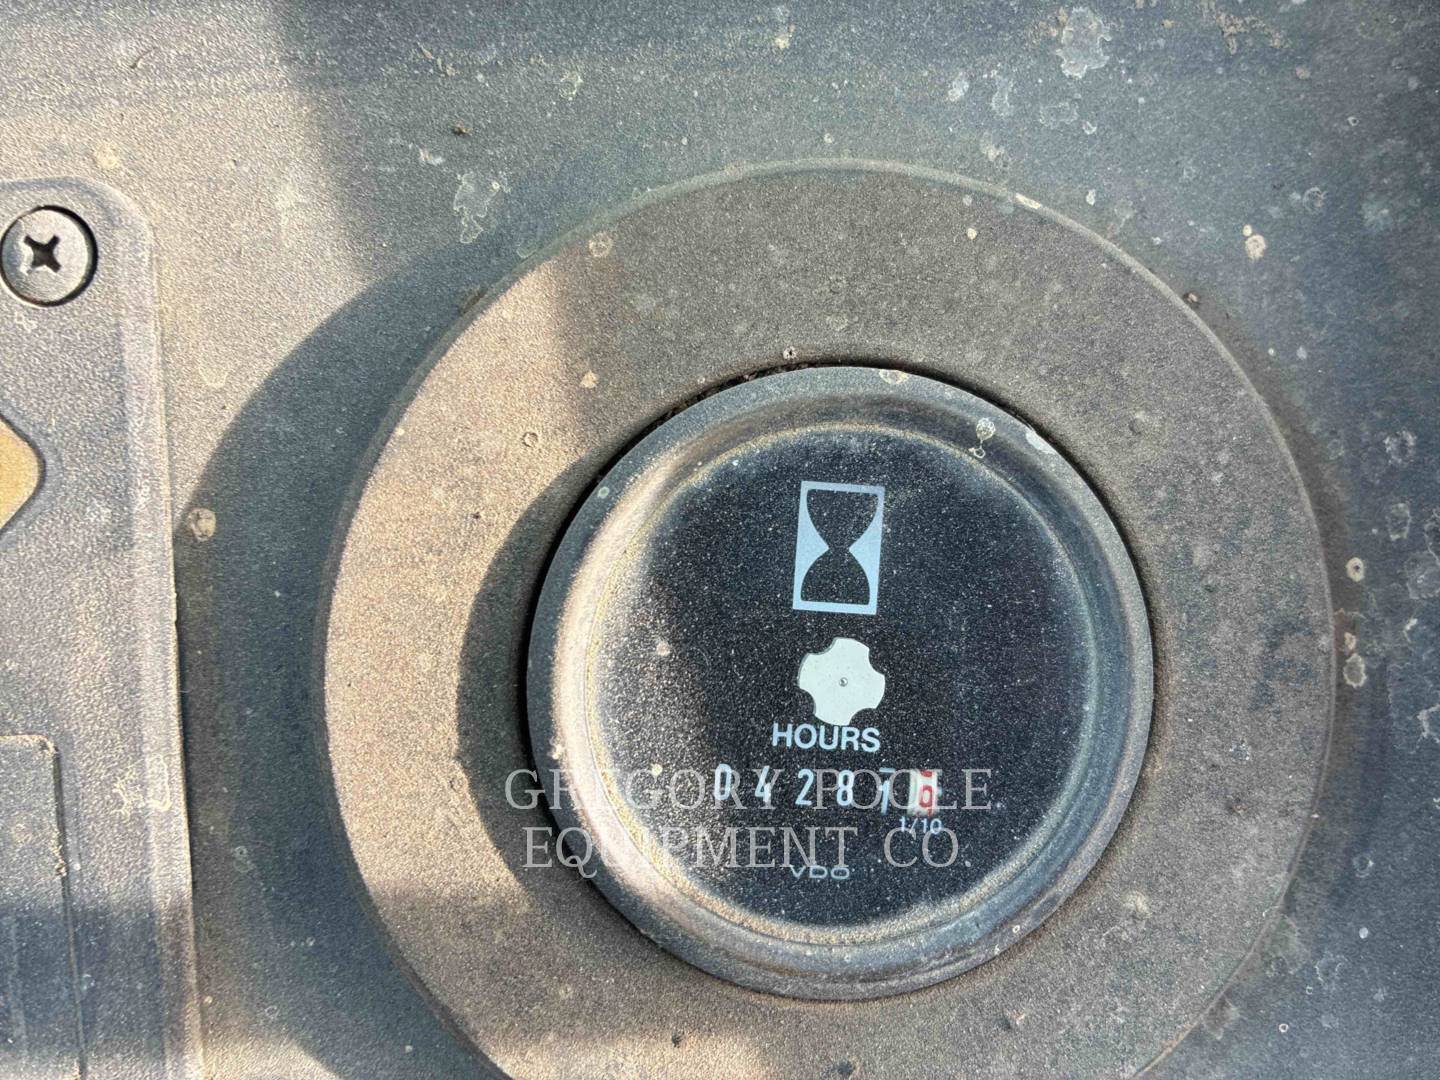 HOURS
0 4 2 8 7
1/10
VDO
GREGORY POOLE
EQUIPMENT CO